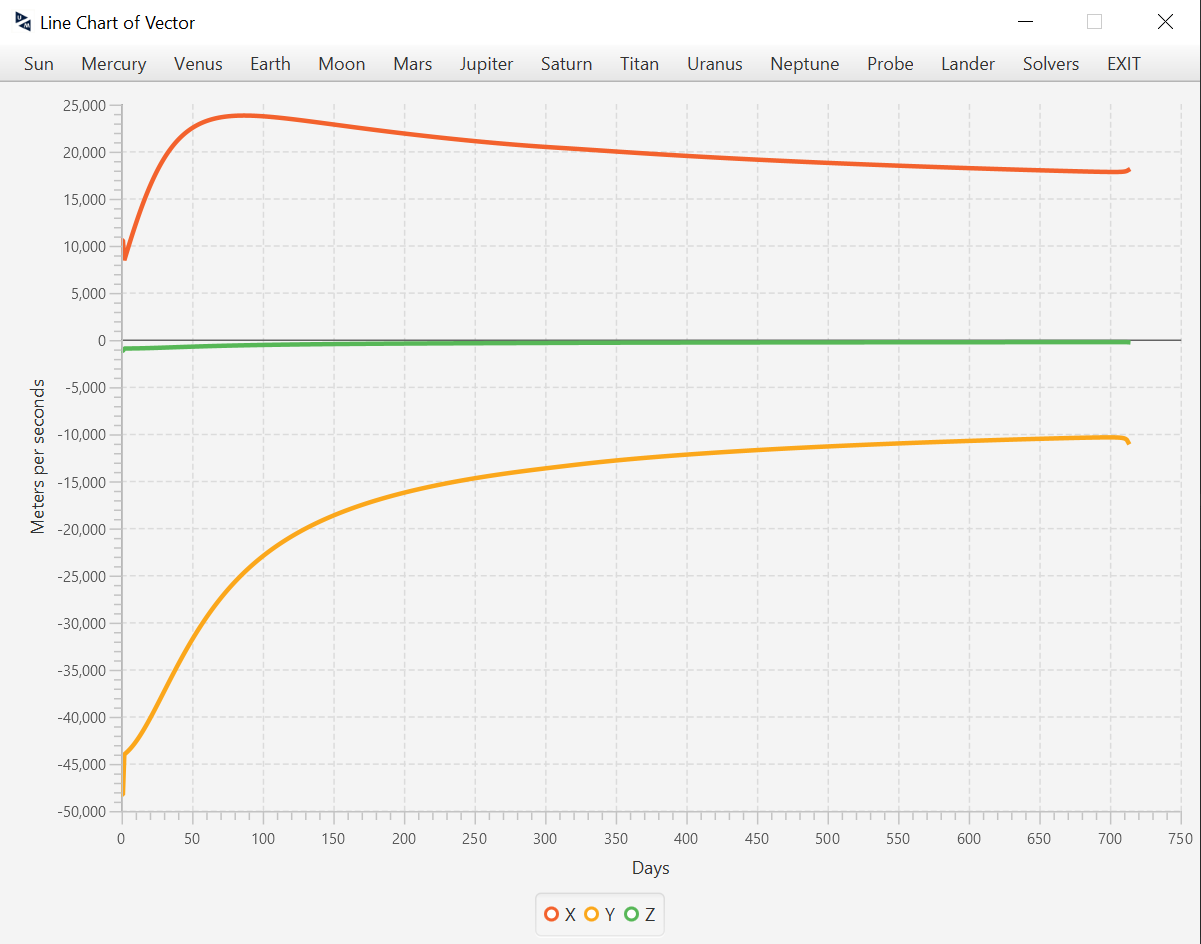 Line Chart of Vector
Sun Mercury Venus Earth Moon Mars Jupiter Saturn Titan Uranus Neptune Probe Lander Solvers EXIT
25,000
20,000
15,000
10,000
5,000
0
-5,000
-10,000
-15,000
-20,000
-25,000
-30,000
-35,000
-40,000
-45,000
-50,000
Meters per seconds
0 50 100 150 200 250 300 350 400 450 500 550 600 650 700 750
Days
X Y Z